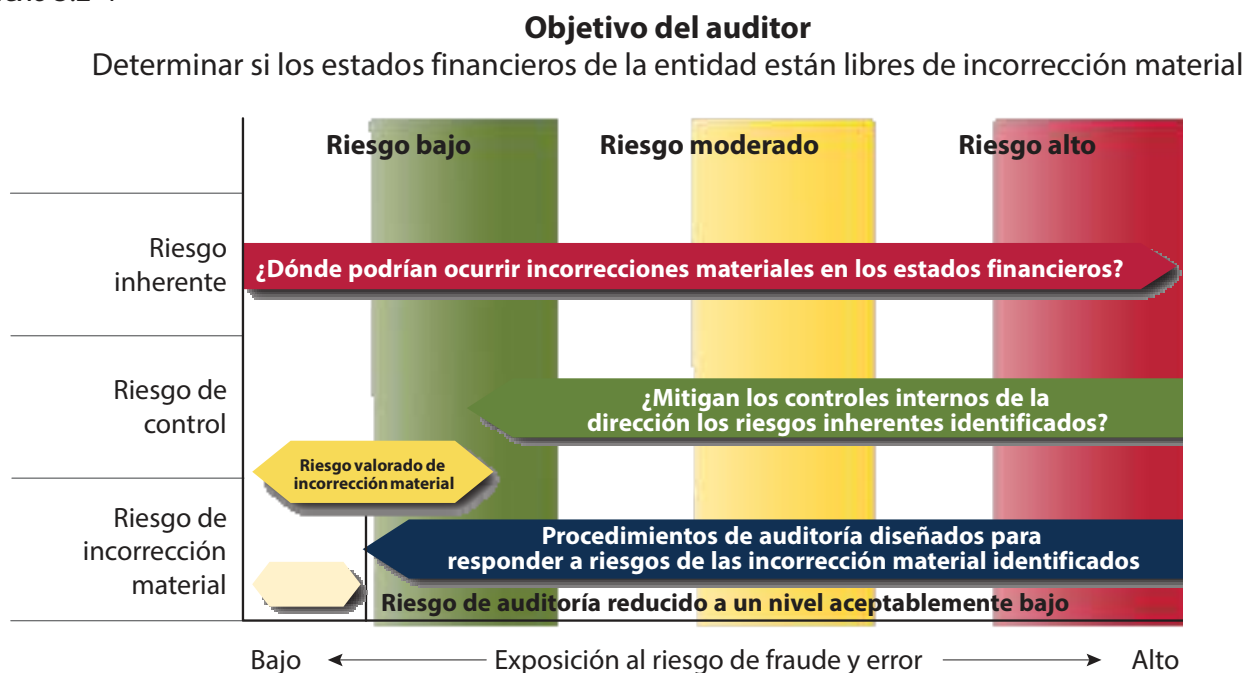 Objetivo del auditor
Determinar si los estados financieros de la entidad están libres de incorrección material
Riesgo bajo
Riesgo moderado
Riesgo alto
Riesgo
inherente
¿Dónde podrían ocurrir incorrecciones materiales en los estados financieros?
Riesgo de
control
¿Mitigan los controles internos de la
dirección los riesgos inherentes identificados?
Riesgo valorado de
incorrección material
Riesgo de
incorrección
material
Procedimientos de auditoría diseñados para
responder a riesgos de las incorrección material identificados
Riesgo de auditoría reducido a un nivel aceptablemente bajo
Bajo
Exposición al riesgo de fraude y error
Alto